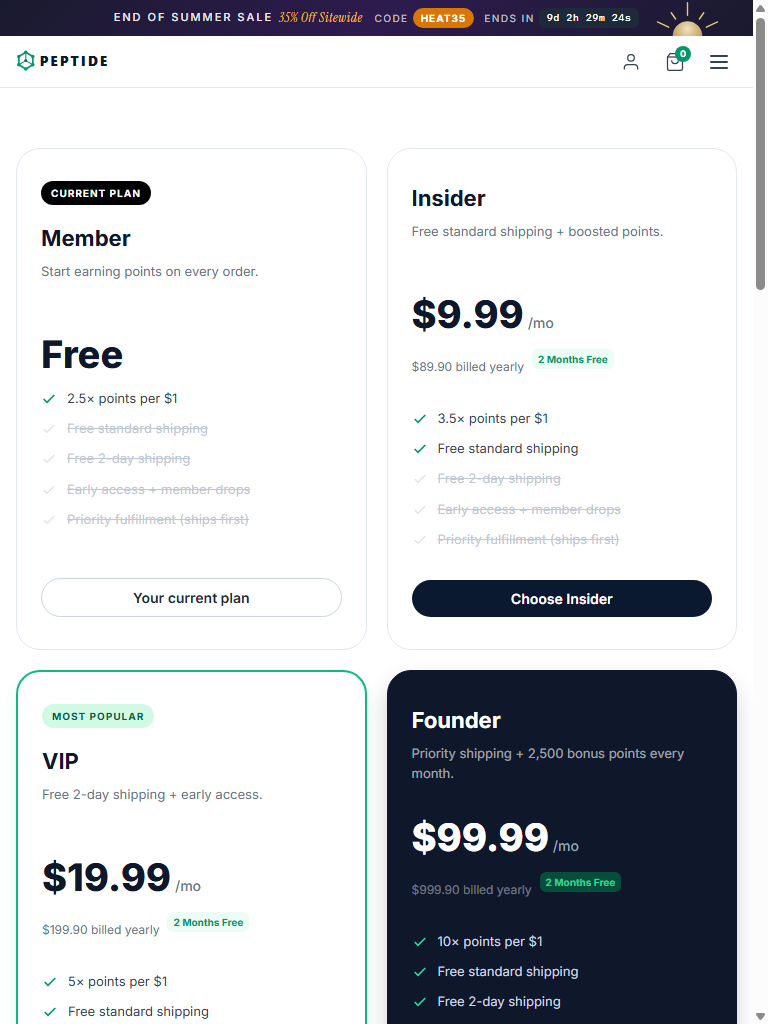 END OF SUMMER SALE 35% Off Sitewide CODE HEAT35 ENDS IN 9d 2h 29m 24s
PEPTIDE
0
CURRENT PLAN
Member
Start earning points on every order.
Free
2.5× points per $1
Free standard shipping
Free 2-day shipping
Early access + member drops
Priority fulfillment (ships first)
Your current plan
Insider
Free standard shipping + boosted points.
$9.99 /mo
$89.90 billed yearly 2 Months Free
3.5× points per $1
Free standard shipping
Free 2-day shipping
Early access + member drops
Priority fulfillment (ships first)
Choose Insider
MOST POPULAR
VIP
Free 2-day shipping + early access.
$19.99 /mo
$199.90 billed yearly 2 Months Free
5× points per $1
Free standard shipping
Founder
Priority shipping + 2,500 bonus points every
month.
$99.99 /mo
$999.90 billed yearly 2 Months Free
10× points per $1
Free standard shipping
Free 2-day shipping